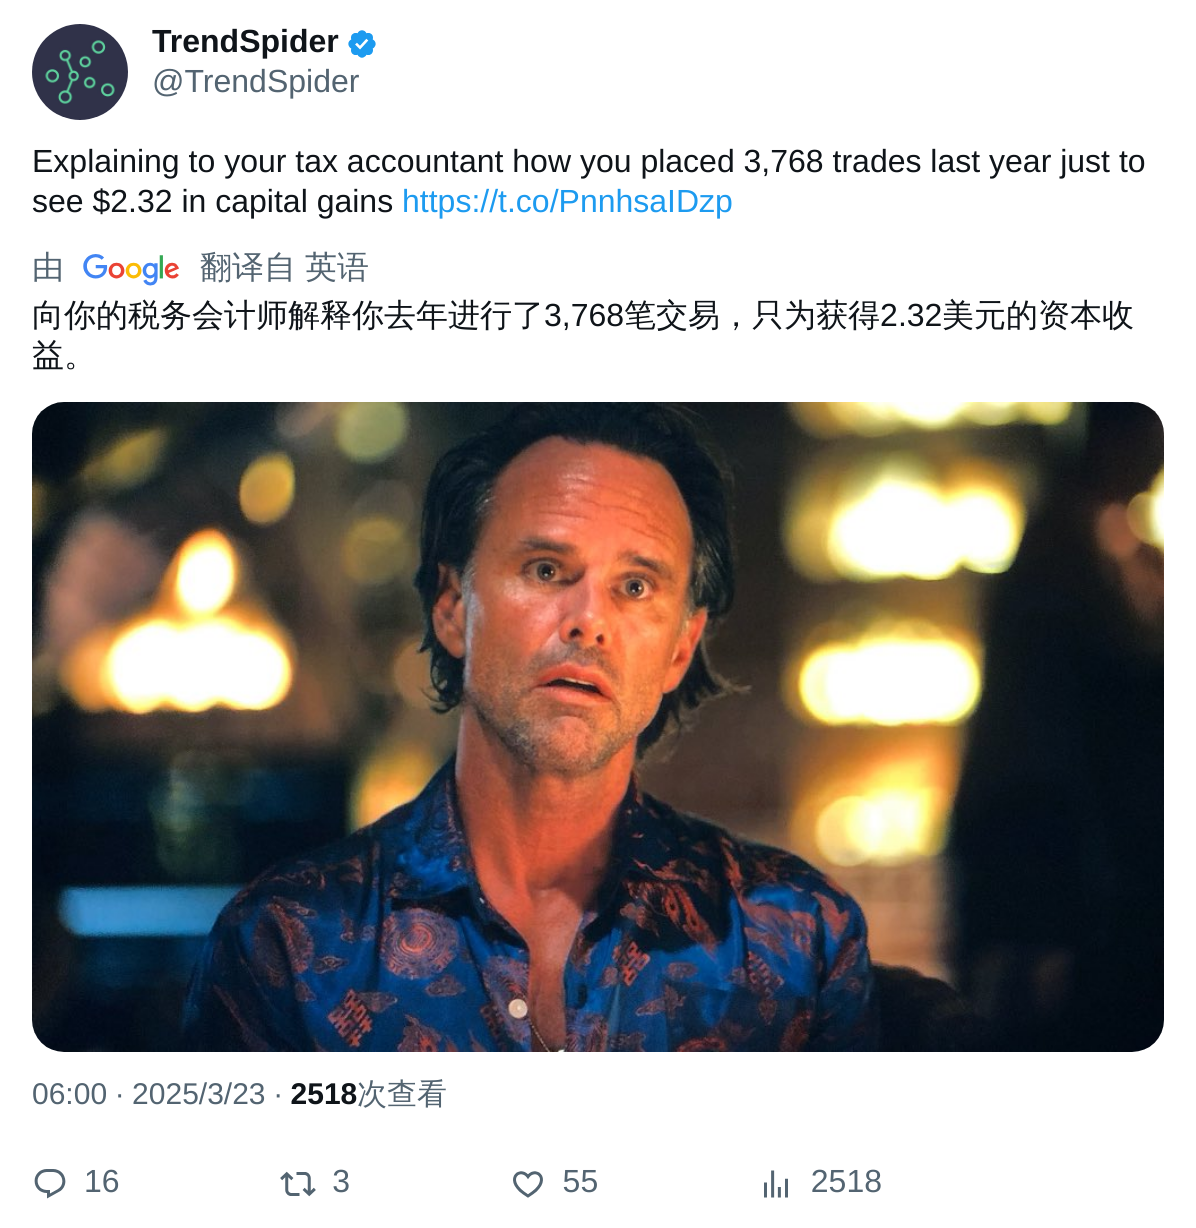 TrendSpider
@TrendSpider
Explaining to your tax accountant how you placed 3,768 trades last year just to
see $2.32 in capital gains https://t.co/PnnhsaIDzp
由 Google 翻译自 英语
向你的税务会计师解释你去年进行了3,768笔交易，只为获得2.32美元的资本收
益。
06:00 · 2025/3/23 · 2518次查看
16 3 55 2518